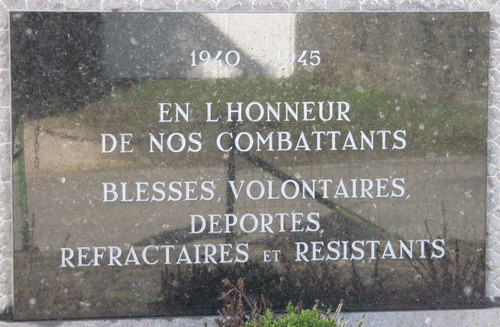 1940 - 1945
EN L'HONNEUR
DE NOS COMBATTANTS
BLESSES, VOLONTAIRES,
DEPORTES,
REFRACTAIRES ET RESISTANTS